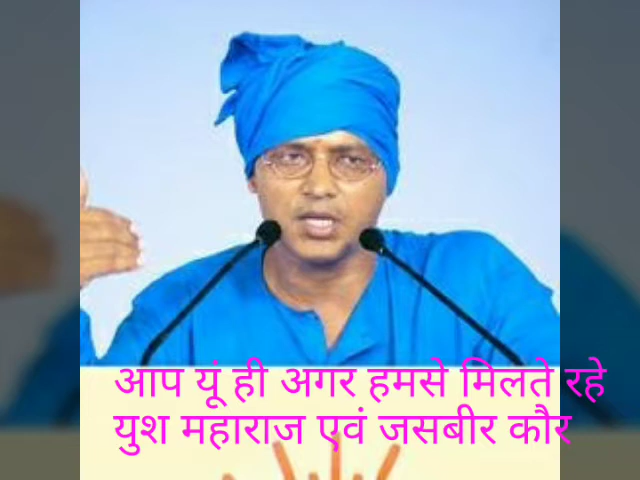 आप यूं ही अगर हमसे मिलते रहे
युश महाराज एवं जसबीर कौर